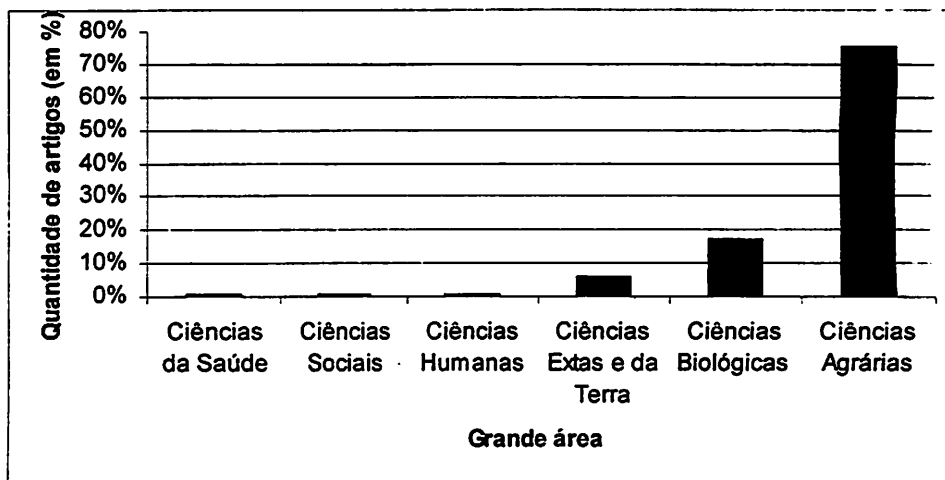 Quantidade de artigos (em %)
80%
70%
60%
50%
40%
30%
20%
10%
0%
Ciências
da Saúde
Ciências
Sociais
Ciências
Humanas
Ciências
Extas e da
Terra
Ciências
Biológicas
Ciências
Agrárias
Grande área